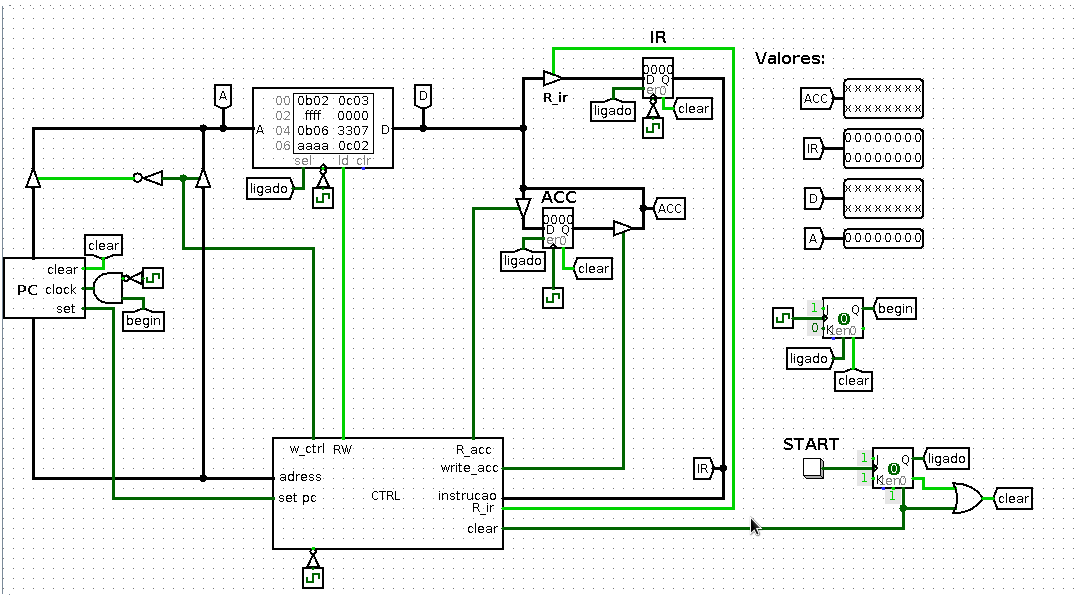 IR
Valores:
A
D
00 0b02 0c03
02 ffff 0000
04 0b06 3307
06 aaaa 0c02
A
D
sel ld clr
ligado
R_ir
0000
D Q
en 0
ligado
clear
ACC
xxxxxxxx
xxxxxxxx
IR
00000000
00000000
D
xxxxxxxx
xxxxxxxx
A
00000000
ACC
0000
D Q
en 0
ACC
ligado
clear
clear
PC
clear
clock
set
begin
1
0
J
Q
K
en 0
0
begin
ligado
clear
START
1
1
J
Q
K
en 0
0
1
ligado
clear
w_ctrl RW
R_acc
write_acc
adress
set pc
CTRL
instrucao
R_ir
clear
IR